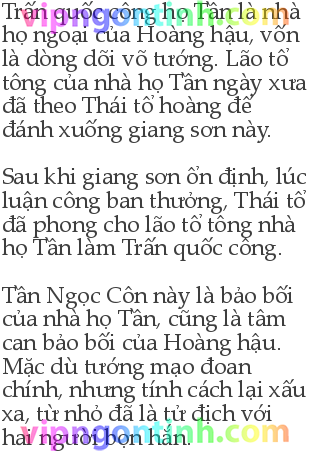 Trấn quốc công họ Tần là nhà
họ ngoại của Hoàng hậu, vốn
là dòng dõi võ tướng. Lão tổ
tông của nhà họ Tần ngày xưa
đã theo Thái tổ hoàng đế
đánh xuống giang sơn này.

Sau khi giang sơn ổn định, lúc
luận công ban thưởng, Thái tổ
đã phong cho lão tổ tông nhà
họ Tần làm Trấn quốc công.

Tần Ngọc Côn này là bảo bối
của nhà họ Tần, cũng là tâm
can bảo bối của Hoàng hậu.
Mặc dù tướng mạo đoan
chính, nhưng tính cách lại xấu
xa, từ nhỏ đã là tử địch với
hai người bọn hắn.
vipngontinh.com
vipngontinh.com